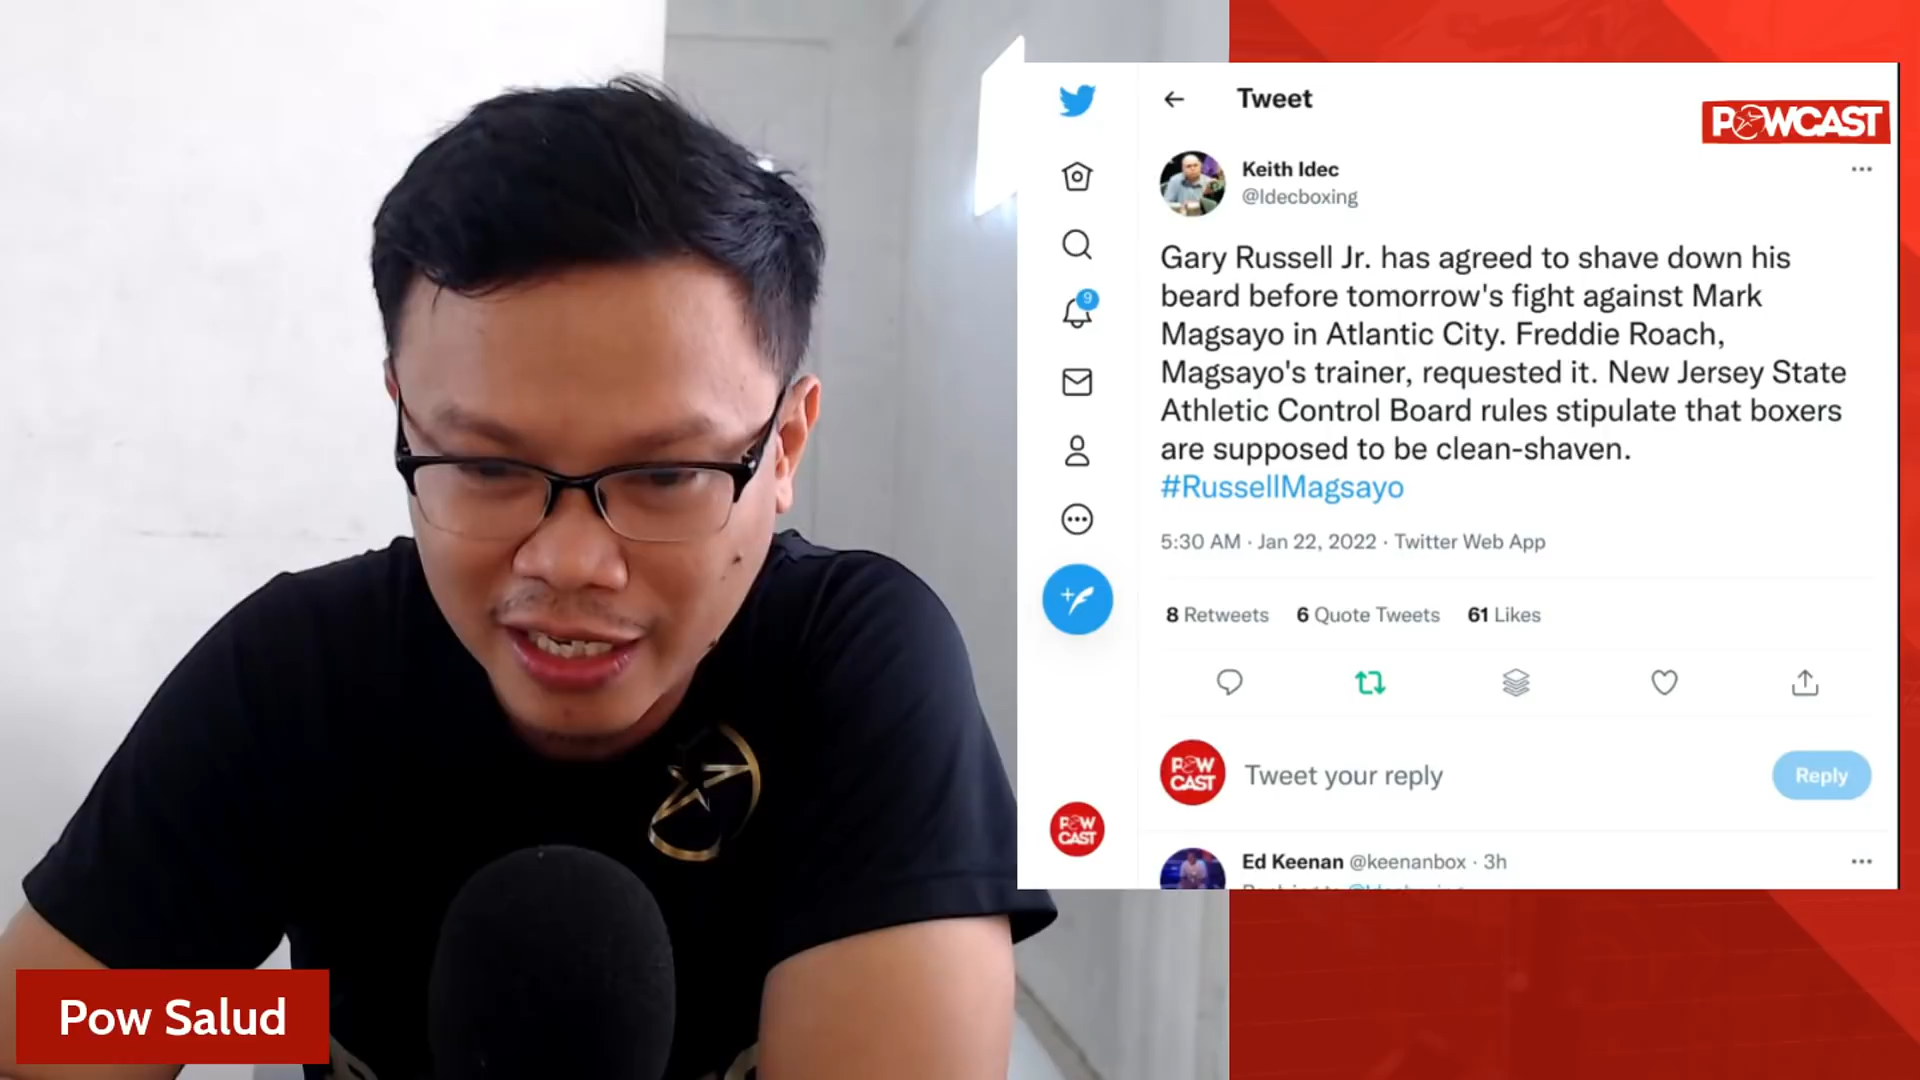 Tweet
POWCAST
Keith Idec
@Idecboxing
Gary Russell Jr. has agreed to shave down his
beard before tomorrow's fight against Mark
Magsayo in Atlantic City. Freddie Roach,
Magsayo's trainer, requested it. New Jersey State
Athletic Control Board rules stipulate that boxers
are supposed to be clean-shaven.
#RussellMagsayo
5:30 AM · Jan 22, 2022 · Twitter Web App
8 Retweets 6 Quote Tweets 61 Likes
9
POW
CAST
Tweet your reply
Reply
POW
CAST
Ed Keenan @keenanbox · 3h
Pow Salud